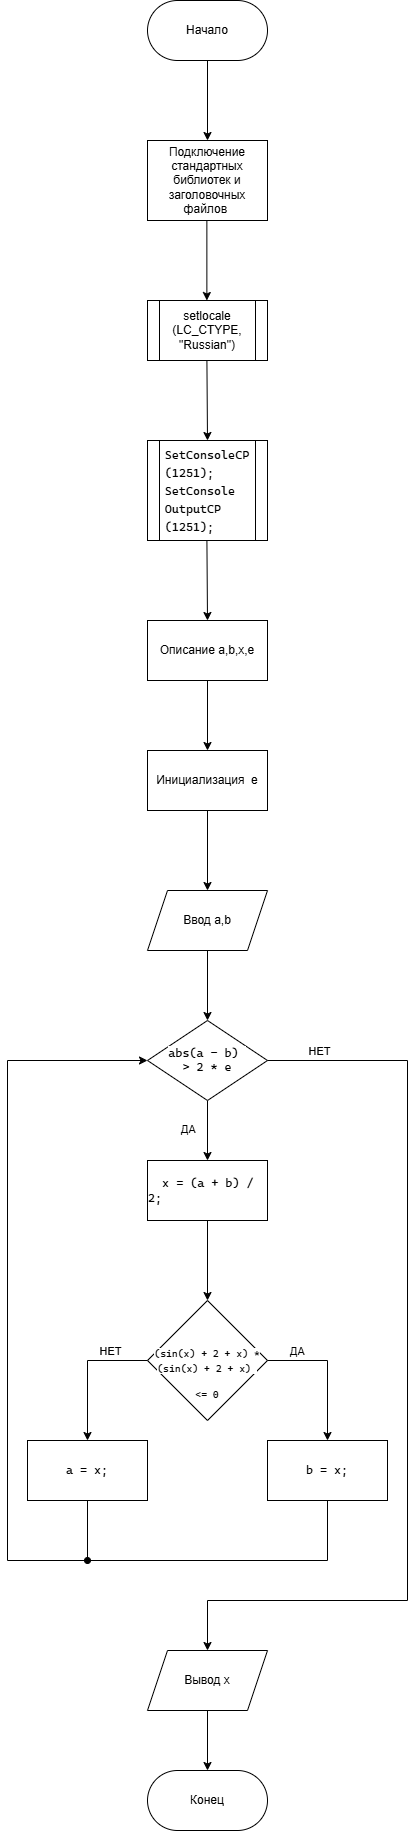 Начало
Подключение
стандартных
библиотек и
заголовочных
файлов
setlocale
(LC_CTYPE,
"Russian")
SetConsoleCP
(1251);
SetConsole
OutputCP
(1251);
Описание a,b,x,e
Инициализация e
Ввод a,b
abs(a - b)
> 2 * e
НЕТ
ДА
x = (a + b) /
2;
(sin(x) + 2 + x) *
(sin(x) + 2 + x)
<= 0
НЕТ
ДА
a = x;
b = x;
Вывод x
Конец